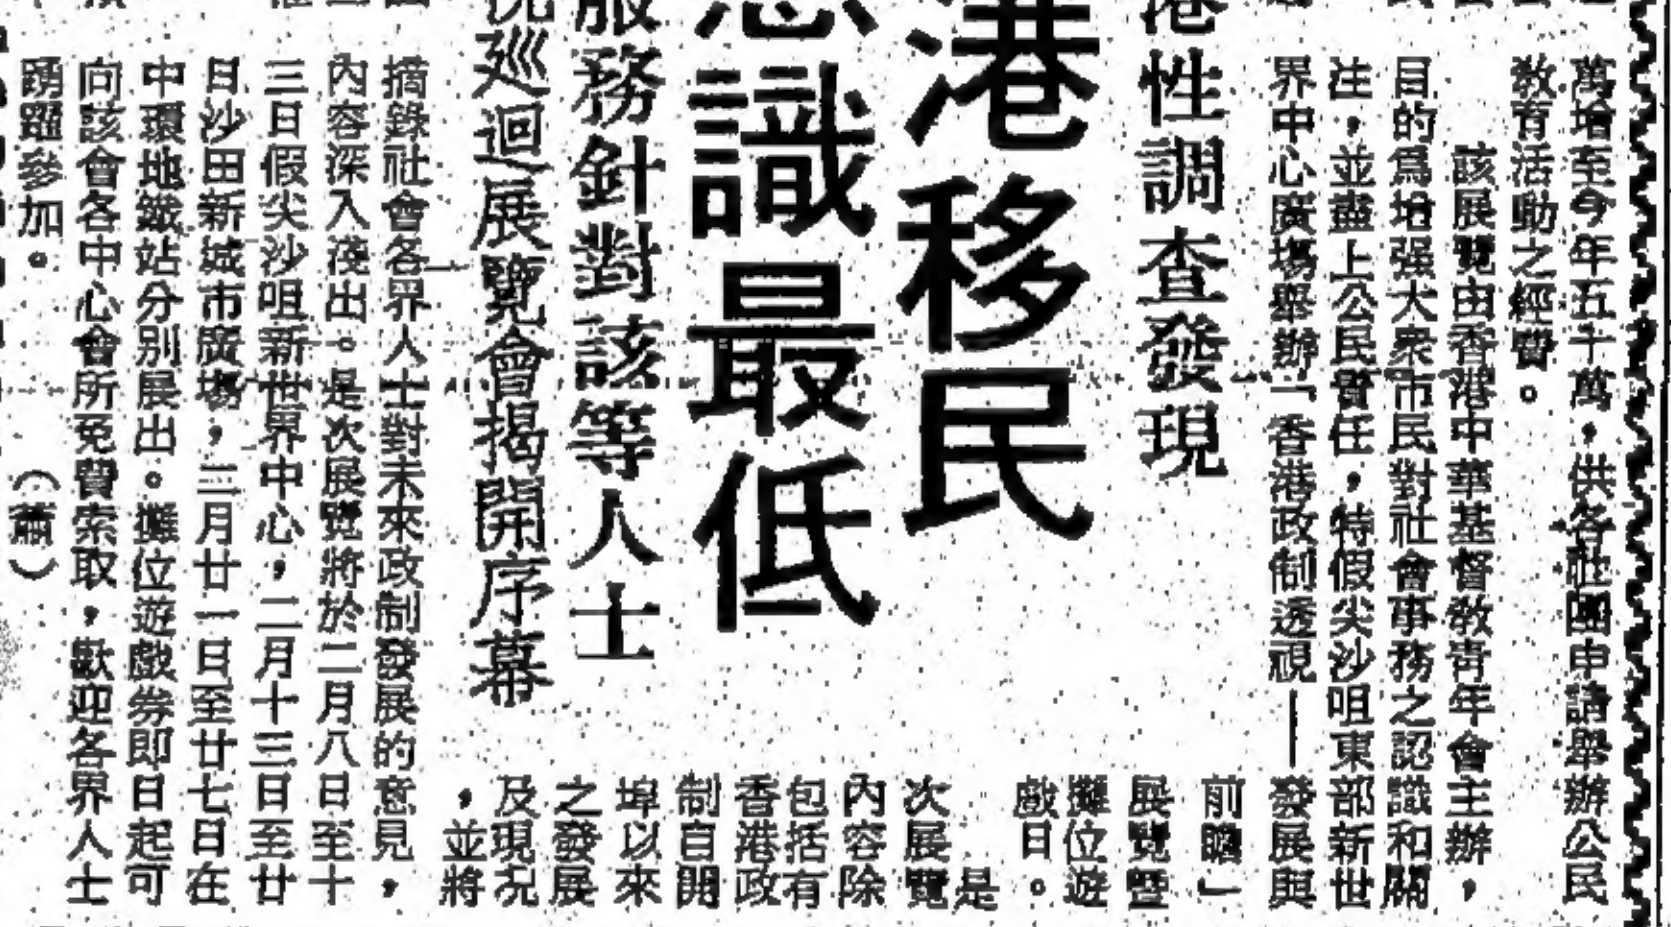 萬增至今年五千萬，供各社團申請舉辦公民
教育活動之經費。
該展覽由香港中華基督教青年會主辦，
目的爲培强大衆市民對社會事務之認識和關
注，並盡上公民責任，特假尖沙咀東部新世
界中心廣場舉辦「香港政制透視——發展與
前瞻」
展覽暨
攤位遊
戲日。
是
次展覽
內容除
包括有
香港政
制自開
埠以來
之發展
及現況
，並將
港性調查發現
港移民
識最低
服務針對該等人士
巡迴展覽會揭開序幕
摘錄社會各界人士對未來政制發展的意見，
內容深入淺出。是次展覽將於二月八日至十
三日假尖沙咀新世界中心，二月十三日至廿
日沙田新城市廣場，三月廿一日至廿七日在
中環地鐵站分別展出。攤位遊戲券即日起可
向該會各中心會所免費索取，歡迎各界人士
踴躍參加。（蕭）